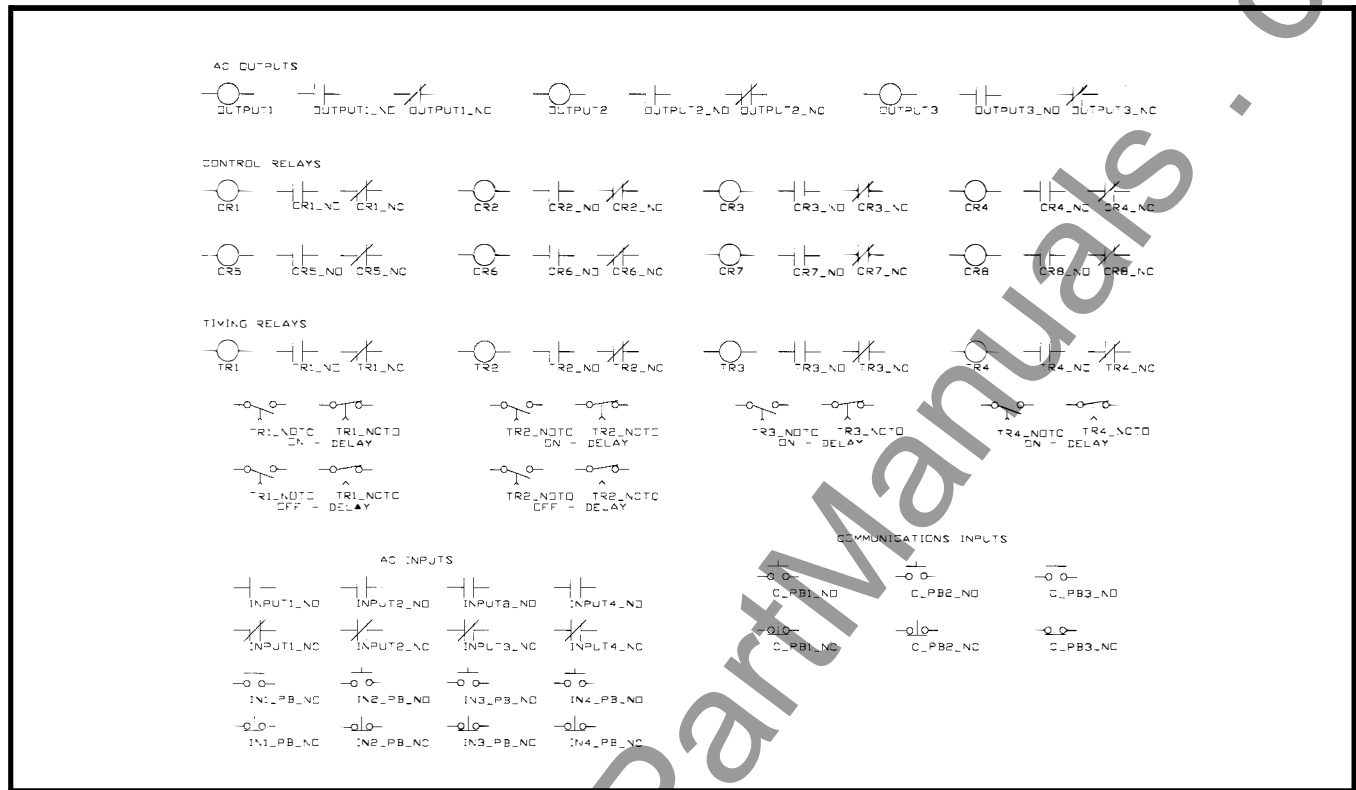 AC OUTPUTS
OUTPUT1 OUTPUT1_NO OUTPUT1_NC OUTPUT2 OUTPUT2_NO OUTPUT2_NC OUTPUT3 OUTPUT3_NO OUTPUT3_NC
CONTROL RELAYS
CR1 CR1_NO CR1_NC CR2 CR2_NO CR2_NC CR3 CR3_NO CR3_NC CR4 CR4_NO CR4_NC
CR5 CR5_NO CR5_NC CR6 CR6_NO CR6_NC CR7 CR7_NO CR7_NC CR8 CR8_NO CR8_NC
TIMING RELAYS
TR1 TR1_NO TR1_NC TR2 TR2_NO TR2_NC TR3 TR3_NO TR3_NC TR4 TR4_NO TR4_NC
TR1_NOTC TR1_NCTO TR2_NOTC TR2_NCTO TR3_NOTC TR3_NCTO TR4_NOTC TR4_NCTO
ON - DELAY ON - DELAY ON - DELAY ON - DELAY
TR1_NOTO TR1_NCTC TR2_NOTO TR2_NCTC
OFF - DELAY OFF - DELAY
COMMUNICATIONS INPUTS
AC INPUTS
C_PB1_NO C_PB2_NO C_PB3_NO
INPUT1_NO INPUT2_NO INPUT3_NO INPUT4_NO
INPUT1_NC INPUT2_NC INPUT3_NC INPUT4_NC
C_PB1_NC C_PB2_NC C_PB3_NC
IN1_PB_NO IN2_PB_NO IN3_PB_NO IN4_PB_NO
IN1_PB_NC IN2_PB_NC IN3_PB_NC IN4_PB_NC
PartManuals .